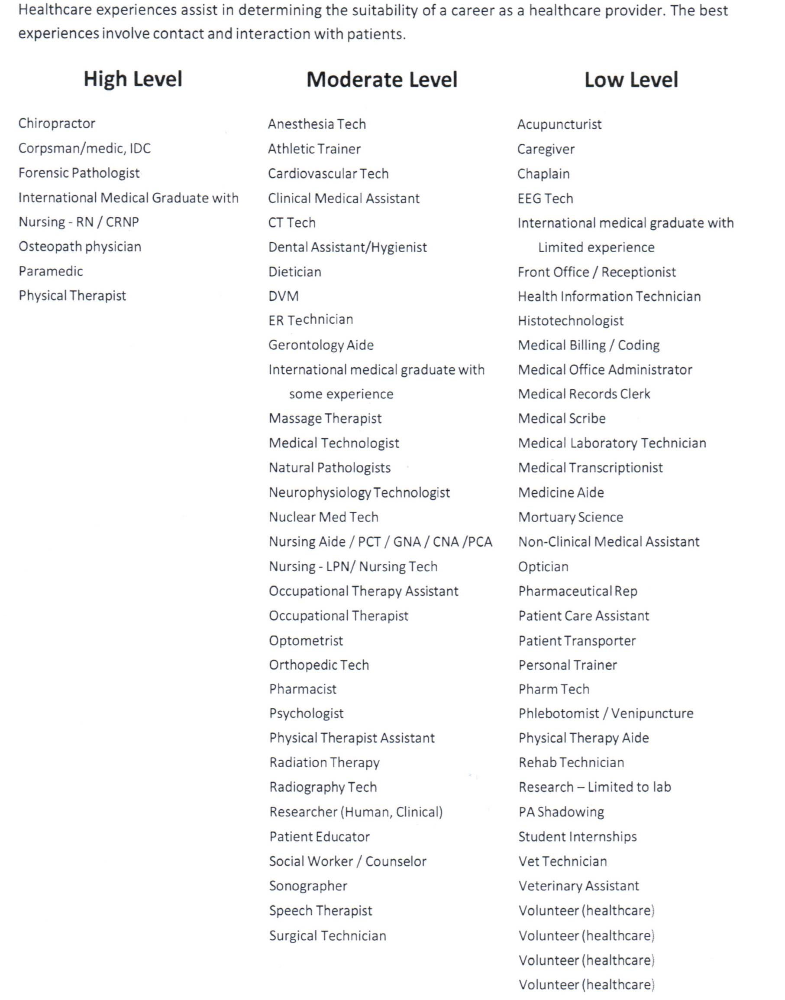 Healthcare experiences assist in determining the suitability of a career as a healthcare provider. The best
experiences involve contact and interaction with patients.
High Level
Chiropractor
Corpsman/medic, IDC
Forensic Pathologist
International Medical Graduate with
Nursing - RN / CRNP
Osteopath physician
Paramedic
Physical Therapist
Moderate Level
Anesthesia Tech
Athletic Trainer
Cardiovascular Tech
Clinical Medical Assistant
CT Tech
Dental Assistant/Hygienist
Dietician
DVM
ER Technician
Gerontology Aide
International medical graduate with
some experience
Massage Therapist
Medical Technologist
Natural Pathologists
Neurophysiology Technologist
Nuclear Med Tech
Nursing Aide / PCT / GNA / CNA /PCA
Nursing - LPN/ Nursing Tech
Occupational Therapy Assistant
Occupational Therapist
Optometrist
Orthopedic Tech
Pharmacist
Psychologist
Physical Therapist Assistant
Radiation Therapy
Radiography Tech
Researcher (Human, Clinical)
Patient Educator
Social Worker / Counselor
Sonographer
Speech Therapist
Surgical Technician
Low Level
Acupuncturist
Caregiver
Chaplain
EEG Tech
International medical graduate with
Limited experience
Front Office / Receptionist
Health Information Technician
Histotechnologist
Medical Billing / Coding
Medical Office Administrator
Medical Records Clerk
Medical Scribe
Medical Laboratory Technician
Medical Transcriptionist
Medicine Aide
Mortuary Science
Non-Clinical Medical Assistant
Optician
Pharmaceutical Rep
Patient Care Assistant
Patient Transporter
Personal Trainer
Pharm Tech
Phlebotomist / Venipuncture
Physical Therapy Aide
Rehab Technician
Research – Limited to lab
PA Shadowing
Student Internships
Vet Technician
Veterinary Assistant
Volunteer (healthcare)
Volunteer (healthcare)
Volunteer (healthcare)
Volunteer (healthcare)